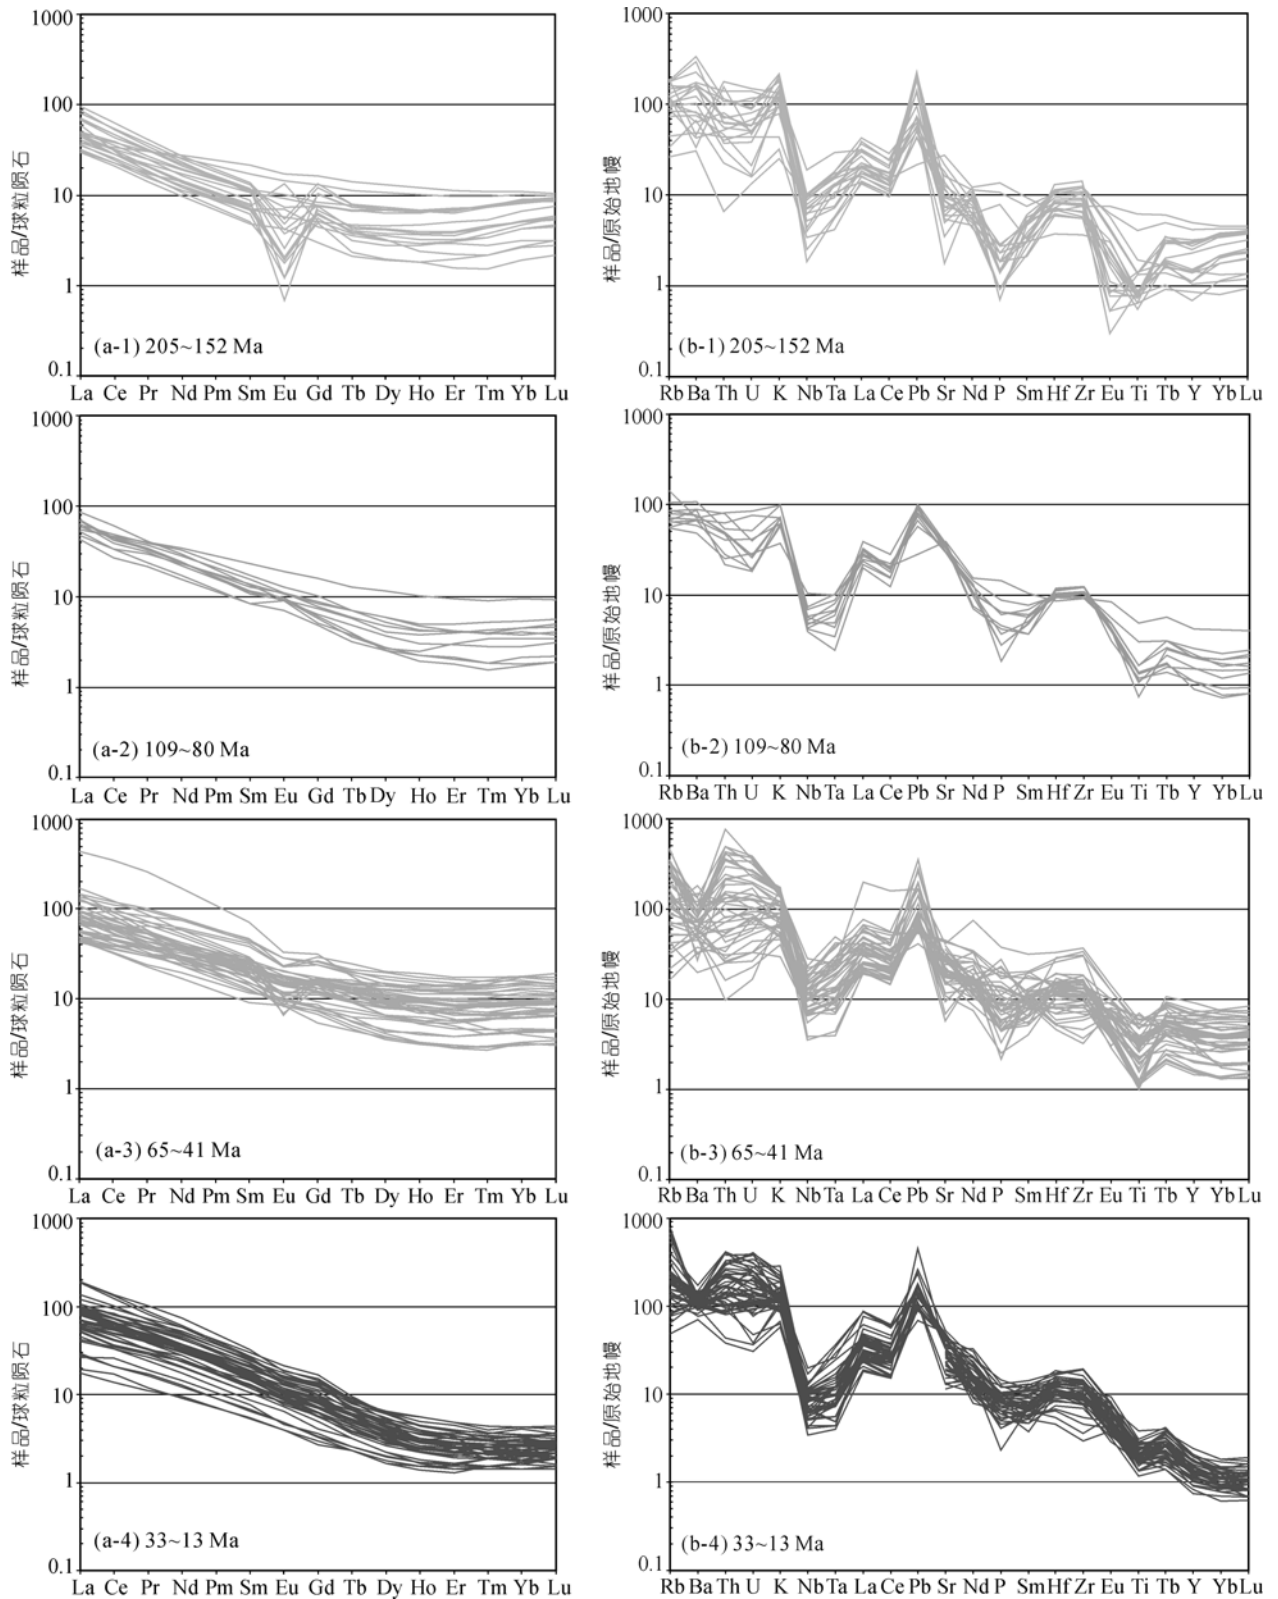 1000
100
10
1
0.1
样品/球粒陨石
(a-1) 205~152 Ma
La Ce Pr Nd Pm Sm Eu Gd Tb Dy Ho Er Tm Yb Lu
1000
100
10
1
0.1
样品/原始地幔
(b-1) 205~152 Ma
Rb Ba Th U K Nb Ta La Ce Pb Sr Nd P Sm Hf Zr Eu Ti Tb Y Yb Lu
1000
100
10
1
0.1
样品/球粒陨石
(a-2) 109~80 Ma
La Ce Pr Nd Pm Sm Eu Gd Tb Dy Ho Er Tm Yb Lu
1000
100
10
1
0.1
样品/原始地幔
(b-2) 109~80 Ma
Rb Ba Th U K Nb Ta La Ce Pb Sr Nd P Sm Hf Zr Eu Ti Tb Y Yb Lu
1000
100
10
1
0.1
样品/球粒陨石
(a-3) 65~41 Ma
La Ce Pr Nd Pm Sm Eu Gd Tb Dy Ho Er Tm Yb Lu
1000
100
10
1
0.1
样品/原始地幔
(b-3) 65~41 Ma
Rb Ba Th U K Nb Ta La Ce Pb Sr Nd P Sm Hf Zr Eu Ti Tb Y Yb Lu
1000
100
10
1
0.1
样品/球粒陨石
(a-4) 33~13 Ma
La Ce Pr Nd Pm Sm Eu Gd Tb Dy Ho Er Tm Yb Lu
1000
100
10
1
0.1
样品/原始地幔
(b-4) 33~13 Ma
Rb Ba Th U K Nb Ta La Ce Pb Sr Nd P Sm Hf Zr Eu Ti Tb Y Yb Lu